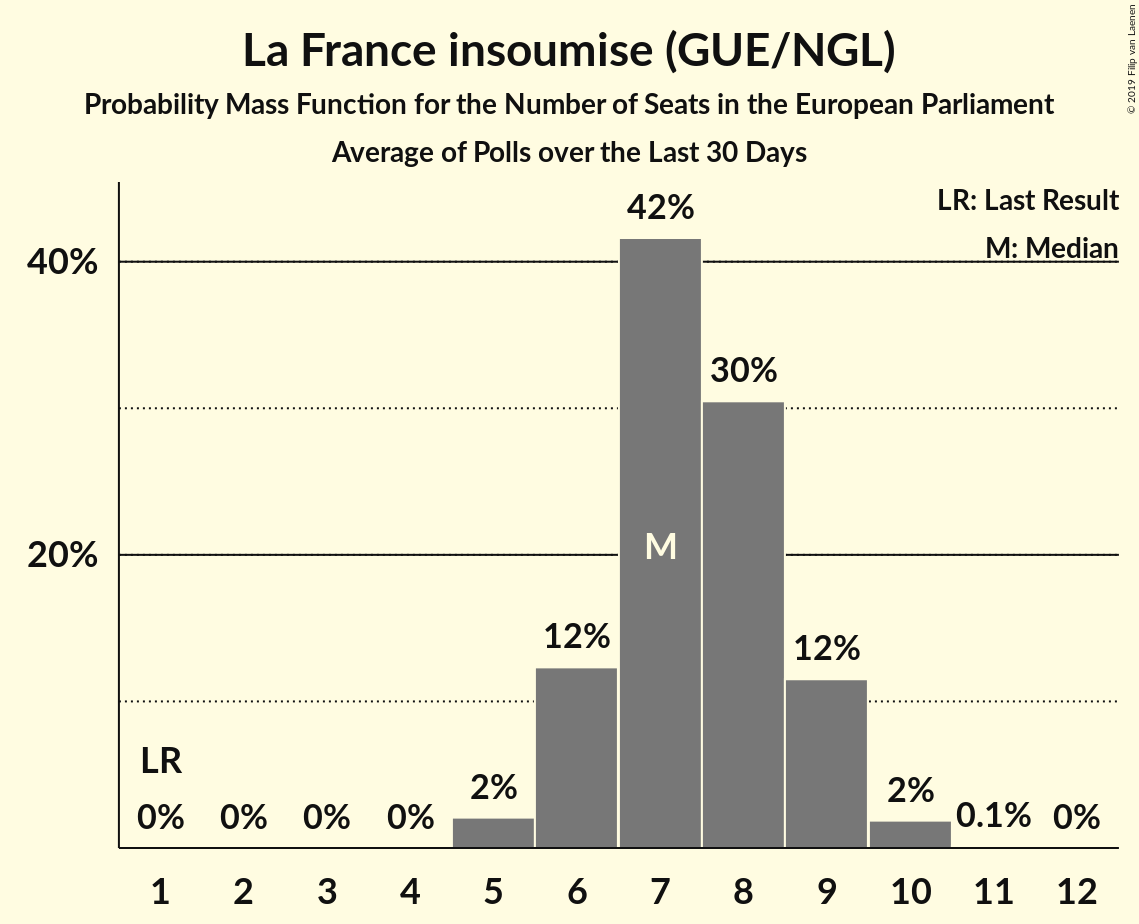 La France insoumise (GUE/NGL)
Probability Mass Function for the Number of Seats in the European Parliament
Average of Polls over the Last 30 Days
© 2019 Filip van Laenen
LR: Last Result
M: Median
40%
20%
42%
30%
M
12%
12%
LR
0%
0%
0%
0%
2%
2%
0.1%
0%
1 2 3 4 5 6 7 8 9 10 11 12